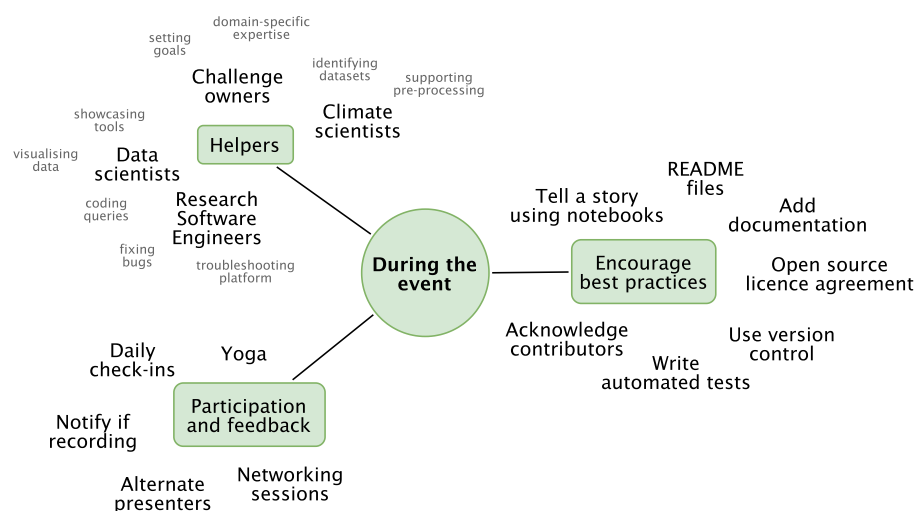 domain-specific
expertise
setting
goals
identifying
datasets
Challenge
owners
supporting
pre-processing
Climate
scientists
showcasing
tools
Helpers
visualising
data
Data
scientists
coding
queries
Research
Software
Engineers
fixing
bugs
troubleshooting
platform
During the
event
README
files
Tell a story
using notebooks
Add
documentation
Encourage
best practices
Open source
licence agreement
Acknowledge
contributors
Use version
control
Write
automated tests
Daily
check-ins
Yoga
Participation
and feedback
Notify if
recording
Alternate
presenters
Networking
sessions